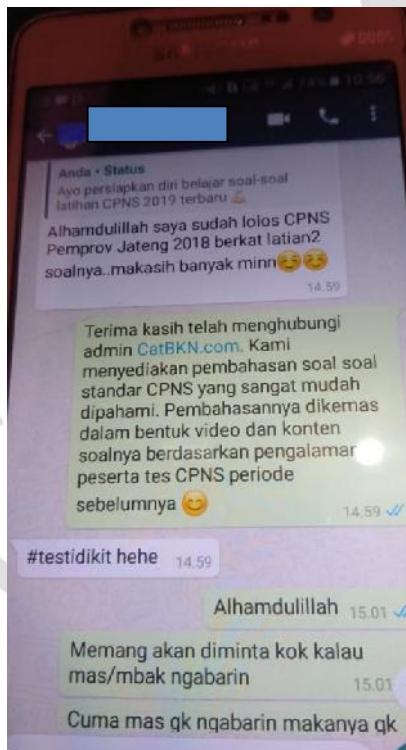 DUOS
74% 10:56
Anda • Status
Ayo persiapkan diri belajar soal-soal
latihan CPNS 2019 terbaru 💪
Alhamdulillah saya sudah lolos CPNS
Pemprov Jateng 2018 berkat latian2
soalnya..makasih banyak minn☺️☺️
14.59
Terima kasih telah menghubungi
admin CatBKN.com. Kami
menyediakan pembahasan soal soal
standar CPNS yang sangat mudah
dipahami. Pembahasannya dikemas
dalam bentuk video dan konten
soalnya berdasarkan pengalaman
peserta tes CPNS periode
sebelumnya 😊
14.59
#testidikit hehe 14.59
Alhamdulillah 15.01
Memang akan diminta kok kalau
mas/mbak ngabarin 15.01
Cuma mas gk ngabarin makanya gk